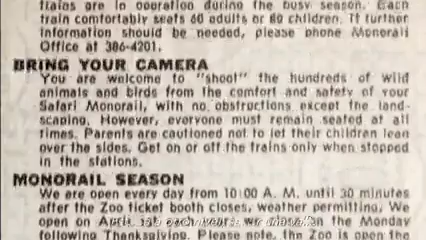 trains are in operation during the busy season. Each
train comfortably seats 60 adults or 80 children. If further
information should be needed, please phone Monorail
Office at 386-4201.
BRING YOUR CAMERA
You are welcome to "shoot" the hundreds of wild
animals and birds from the comfort and safety of your
Safari Monorail, with no obstructions except the land-
scaping. However, everyone must remain seated at all
times. Parents are cautioned not to let their children lean
over the sides. Get on or off the trains only when stopped
in the stations.
MONORAIL SEASON
We are open every day from 10:00 A. M. until 30 minutes
after the Zoo ticket booth closes, weather permitting. We
open on April the Monday
following Thanksgiving. Please note, the Zoo is open the